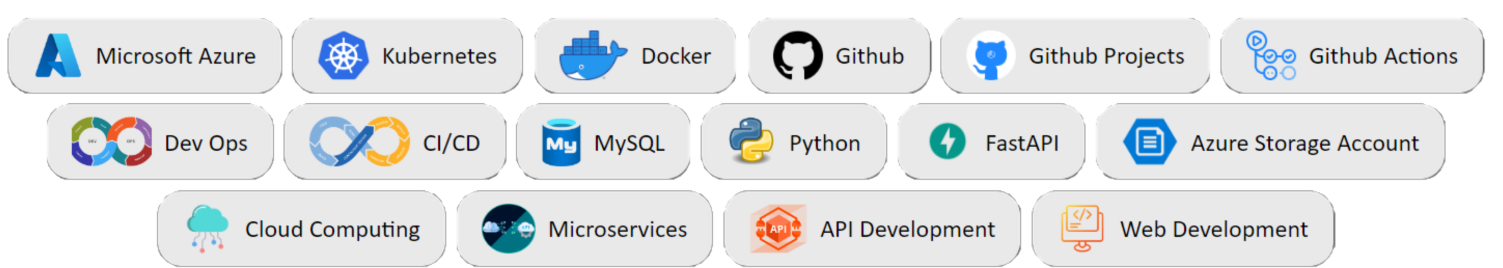 Microsoft Azure Kubernetes Docker Github Github Projects Github Actions
DEV OPS Dev Ops CI/CD My MySQL Python FastAPI Azure Storage Account
Cloud Computing Microservices API API Development Web Development